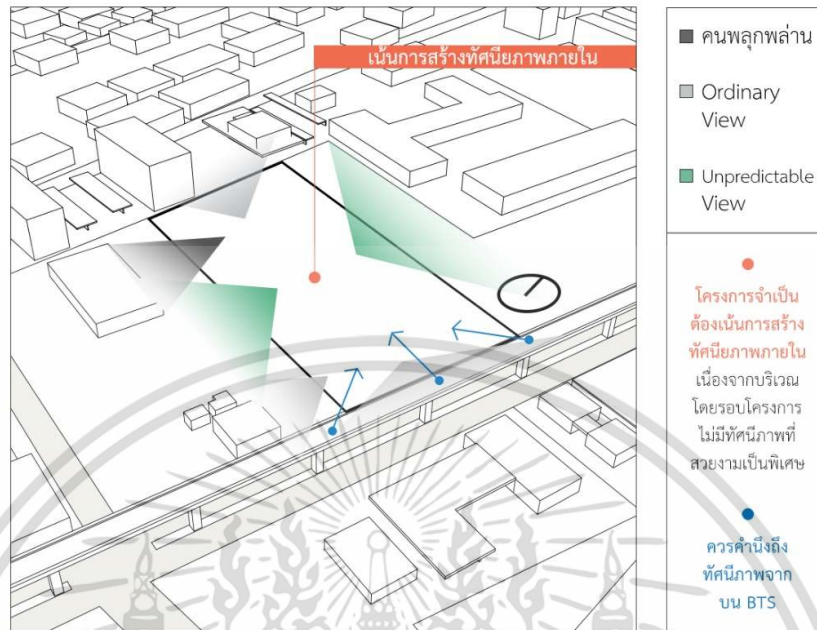 เน้นการสร้างทัศนียภาพภายใน
คนพลุกพล่าน
Ordinary
View
Unpredictable
View
โครงการจำเป็น
ต้องเน้นการสร้าง
ทัศนียภาพภายใน
เนื่องจากบริเวณ
โดยรอบโครงการ
ไม่มีทัศนีภาพที่
สวยงามเป็นพิเศษ
ควรคำนึงถึง
ทัศนีภาพจาก
บน BTS